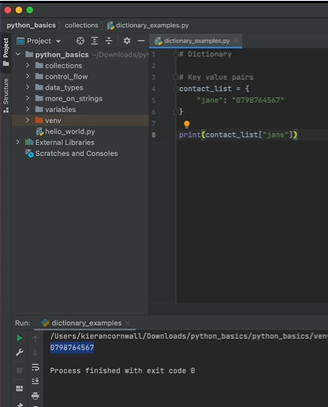 python_basics > collections > dictionary_examples.py
Project
dictionary_examples.py
Project
Structure
python_basics ~/Downloads/pyt
collections
control_flow
data_types
more_on_strings
variables
venv
hello_world.py
External Libraries
Scratches and Consoles
1 # Dictionary
2
3 # Key value pairs
4 contact_list = {
5 "jane": "0798764567"
6 }
7
8 print(contact_list["jane"])
Run: dictionary_examples
/Users/kierancornwall/Downloads/python_basics/python_basics/venv
0798764567
Process finished with exit code 0